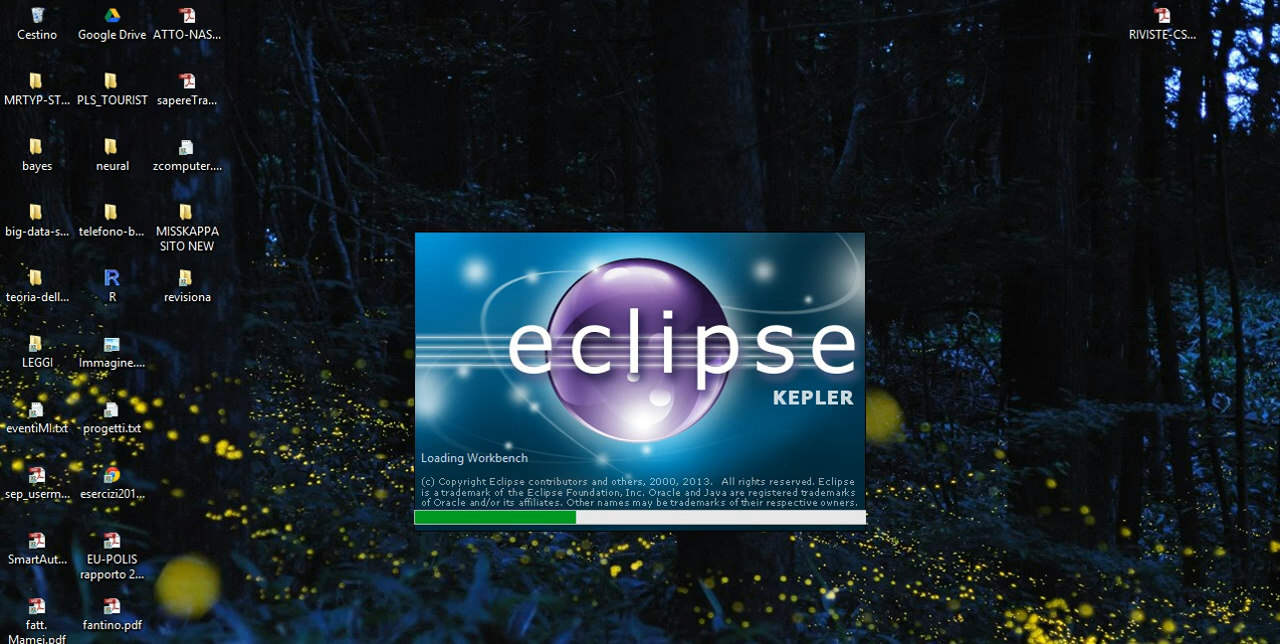 Cestino
Google Drive
ATTO-NAS...
RIVISTE-CS...
MRTYP-ST...
PLS_TOURIST
sapereTra...
bayes
neural
zcomputer....
big-data-s...
telefono-b...
MISSKAPPA
SITO NEW
teoria-dell...
R
R
revisiona
LEGGI
Immagine....
eventiMI.txt
progetti.txt
sep_userm...
esercizi201...
SmartAut...
EU-POLIS
rapporto 2...
fatt.
Mamei.pdf
fantino.pdf
eclipse
KEPLER
Loading Workbench
(c) Copyright Eclipse contributors and others, 2000, 2013. All rights reserved. Eclipse
is a trademark of the Eclipse Foundation, Inc. Oracle and Java are registered trademarks
of Oracle and/or its affiliates. Other names may be trademarks of their respective owners.